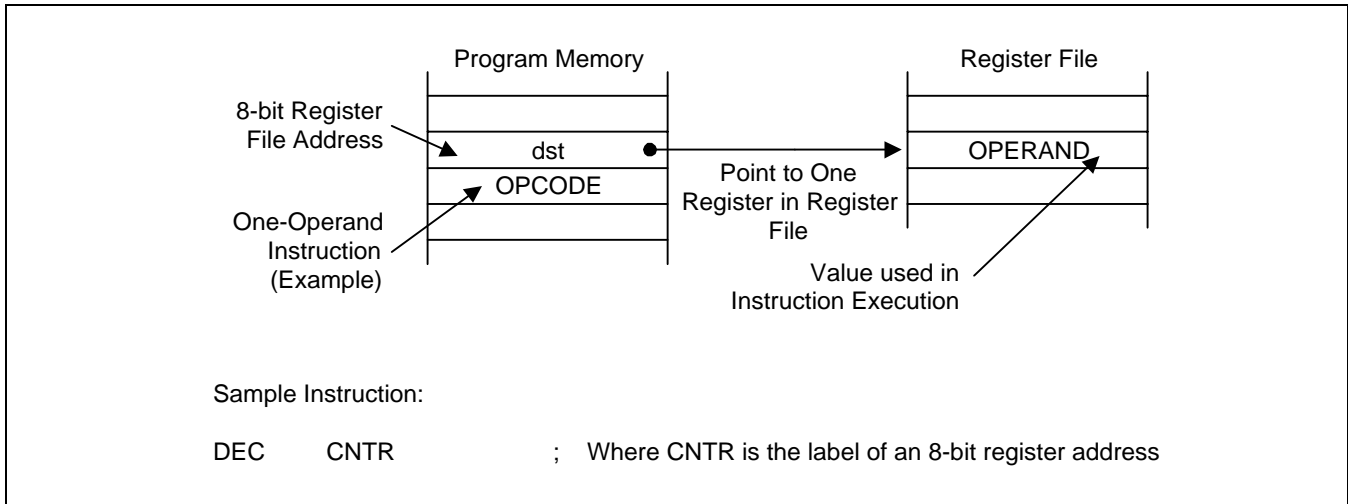 Program Memory
Register File
8-bit Register
File Address
dst
OPERAND
OPCODE
Point to One
Register in Register
File
One-Operand
Instruction
(Example)
Value used in
Instruction Execution
Sample Instruction:
DEC CNTR ; Where CNTR is the label of an 8-bit register address